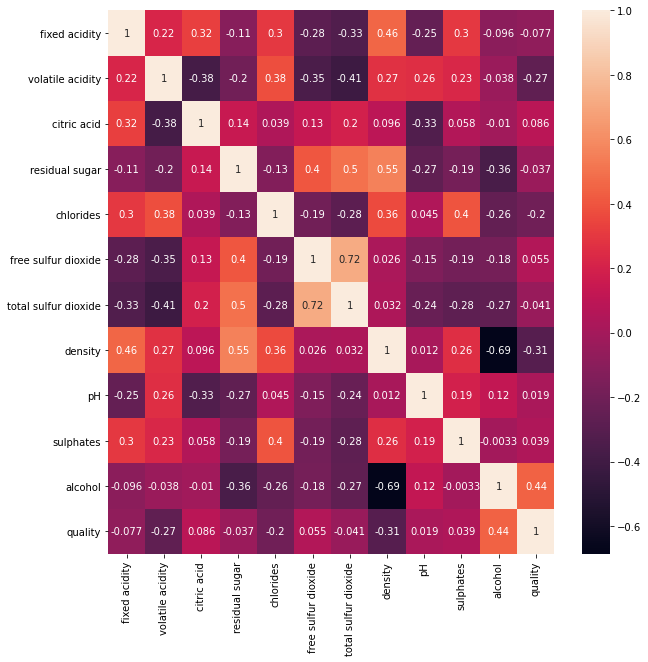 fixed acidity 1 0.22 0.32 -0.11 0.3 -0.28 -0.33 0.46 -0.25 0.3 -0.096 -0.077
volatile acidity 0.22 1 -0.38 -0.2 0.38 -0.35 -0.41 0.27 0.26 0.23 -0.038 -0.27
citric acid 0.32 -0.38 1 0.14 0.039 0.13 0.2 0.096 -0.33 0.058 -0.01 0.086
residual sugar -0.11 -0.2 0.14 1 -0.13 0.4 0.5 0.55 -0.27 -0.19 -0.36 -0.037
chlorides 0.3 0.38 0.039 -0.13 1 -0.19 -0.28 0.36 0.045 0.4 -0.26 -0.2
free sulfur dioxide -0.28 -0.35 0.13 0.4 -0.19 1 0.72 0.026 -0.15 -0.19 -0.18 0.055
total sulfur dioxide -0.33 -0.41 0.2 0.5 -0.28 0.72 1 0.032 -0.24 -0.28 -0.27 -0.041
density 0.46 0.27 0.096 0.55 0.36 0.026 0.032 1 0.012 0.26 -0.69 -0.31
pH -0.25 0.26 -0.33 -0.27 0.045 -0.15 -0.24 0.012 1 0.19 0.12 0.019
sulphates 0.3 0.23 0.058 -0.19 0.4 -0.19 -0.28 0.26 0.19 1 -0.0033 0.039
alcohol -0.096 -0.038 -0.01 -0.36 -0.26 -0.18 -0.27 -0.69 0.12 -0.0033 1 0.44
quality -0.077 -0.27 0.086 -0.037 -0.2 0.055 -0.041 -0.31 0.019 0.039 0.44 1
fixed acidity
volatile acidity
citric acid
residual sugar
chlorides
free sulfur dioxide
total sulfur dioxide
density
pH
sulphates
alcohol
quality
1.0
0.8
0.6
0.4
0.2
0.0
−0.2
−0.4
−0.6